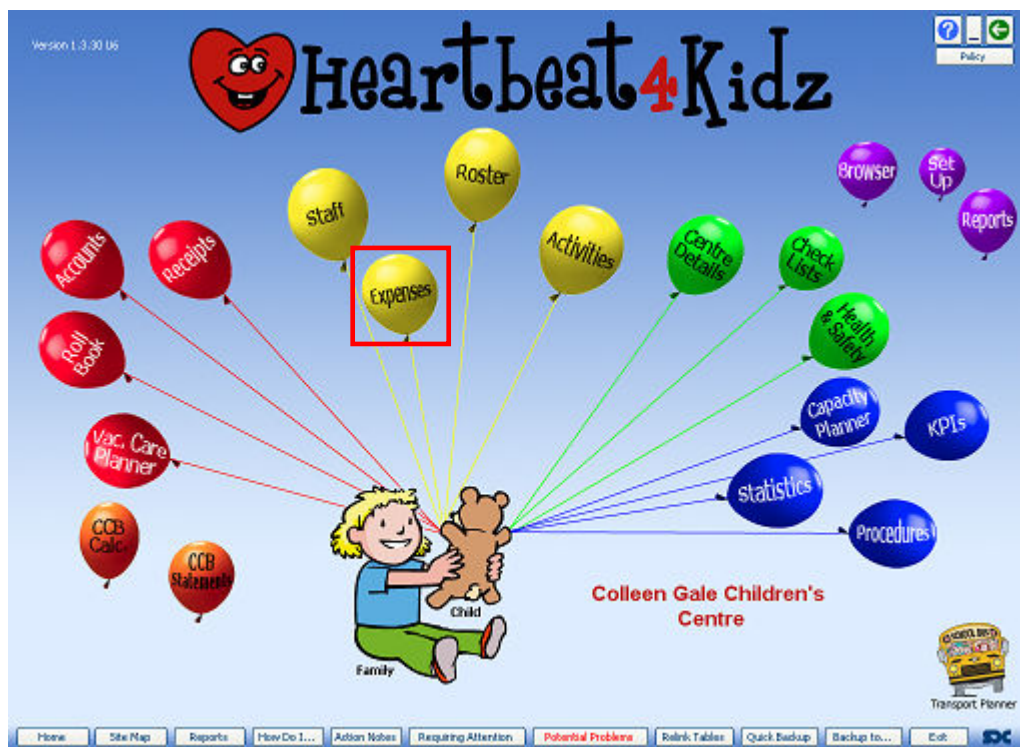 Version 1.3.30 U6
Heartbeat4Kidz
Policy
Roster
Browser
Set
Up
Reports
Staff
Activities
Expenses
Accounts
Receipts
Centre
Details
Check
Lists
Roll
Book
Health
& Safety
Vac. Care
Planner
Capacity
Planner
KPIs
Statistics
Procedures
CCB
Calc.
CCB
Statements
Child
Family
Colleen Gale Children's
Centre
SCHOOL BUS
Transport Planner
Home
Site Map
Reports
How Do I...
Action Notes
Requiring Attention
Potential Problems
Relink Tables
Quick Backup
Backup to...
Exit
SDC